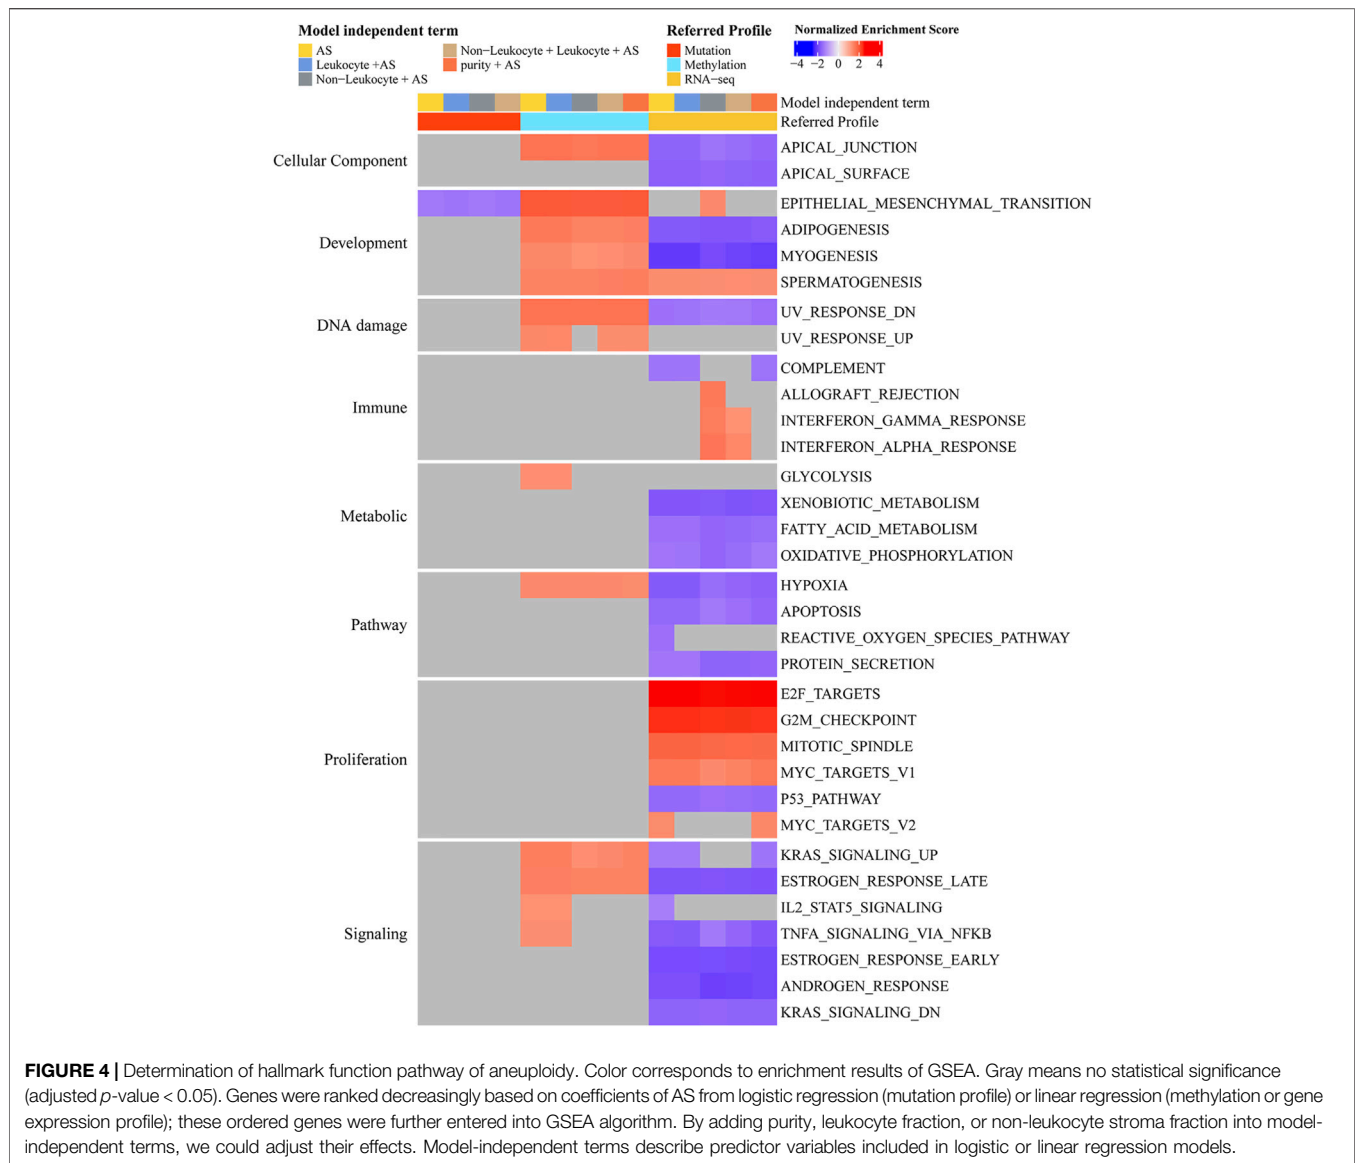 Model independent term
AS
Leukocyte +AS
Non−Leukocyte + AS
Non−Leukocyte + Leukocyte + AS
purity + AS
Referred Profile
Mutation
Methylation
RNA−seq
Normalized Enrichment Score
−4 −2 0 2 4
Model independent term
Referred Profile
Cellular Component
APICAL_JUNCTION
APICAL_SURFACE
Development
EPITHELIAL_MESENCHYMAL_TRANSITION
ADIPOGENESIS
MYOGENESIS
SPERMATOGENESIS
DNA damage
UV_RESPONSE_DN
UV_RESPONSE_UP
Immune
COMPLEMENT
ALLOGRAFT_REJECTION
INTERFERON_GAMMA_RESPONSE
INTERFERON_ALPHA_RESPONSE
Metabolic
GLYCOLYSIS
XENOBIOTIC_METABOLISM
FATTY_ACID_METABOLISM
OXIDATIVE_PHOSPHORYLATION
Pathway
HYPOXIA
APOPTOSIS
REACTIVE_OXYGEN_SPECIES_PATHWAY
PROTEIN_SECRETION
Proliferation
E2F_TARGETS
G2M_CHECKPOINT
MITOTIC_SPINDLE
MYC_TARGETS_V1
P53_PATHWAY
MYC_TARGETS_V2
Signaling
KRAS_SIGNALING_UP
ESTROGEN_RESPONSE_LATE
IL2_STAT5_SIGNALING
TNFA_SIGNALING_VIA_NFKB
ESTROGEN_RESPONSE_EARLY
ANDROGEN_RESPONSE
KRAS_SIGNALING_DN
FIGURE 4 | Determination of hallmark function pathway of aneuploidy. Color corresponds to enrichment results of GSEA. Gray means no statistical significance
(adjusted p-value < 0.05). Genes were ranked decreasingly based on coefficients of AS from logistic regression (mutation profile) or linear regression (methylation or gene
expression profile); these ordered genes were further entered into GSEA algorithm. By adding purity, leukocyte fraction, or non-leukocyte stroma fraction into model-
independent terms, we could adjust their effects. Model-independent terms describe predictor variables included in logistic or linear regression models.